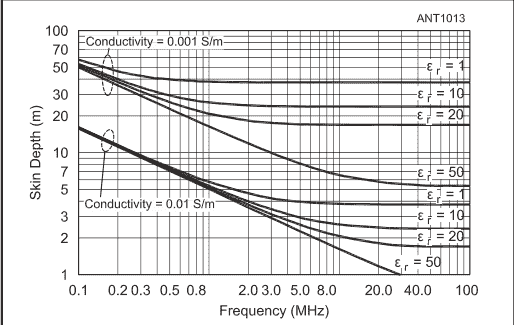 ANT1013
100
70
50
30
20
10
7
5
3
2
1
Skin Depth (m)
Conductivity = 0.001 S/m
Conductivity = 0.01 S/m
ε r = 1
ε r = 10
ε r = 20
ε r = 50
ε r = 1
ε r = 10
ε r = 20
ε r = 50
0.1 0.2 0.3 0.5 0.8 2.0 3.0 5.0 8.0 20.0 40.0 100
Frequency (MHz)